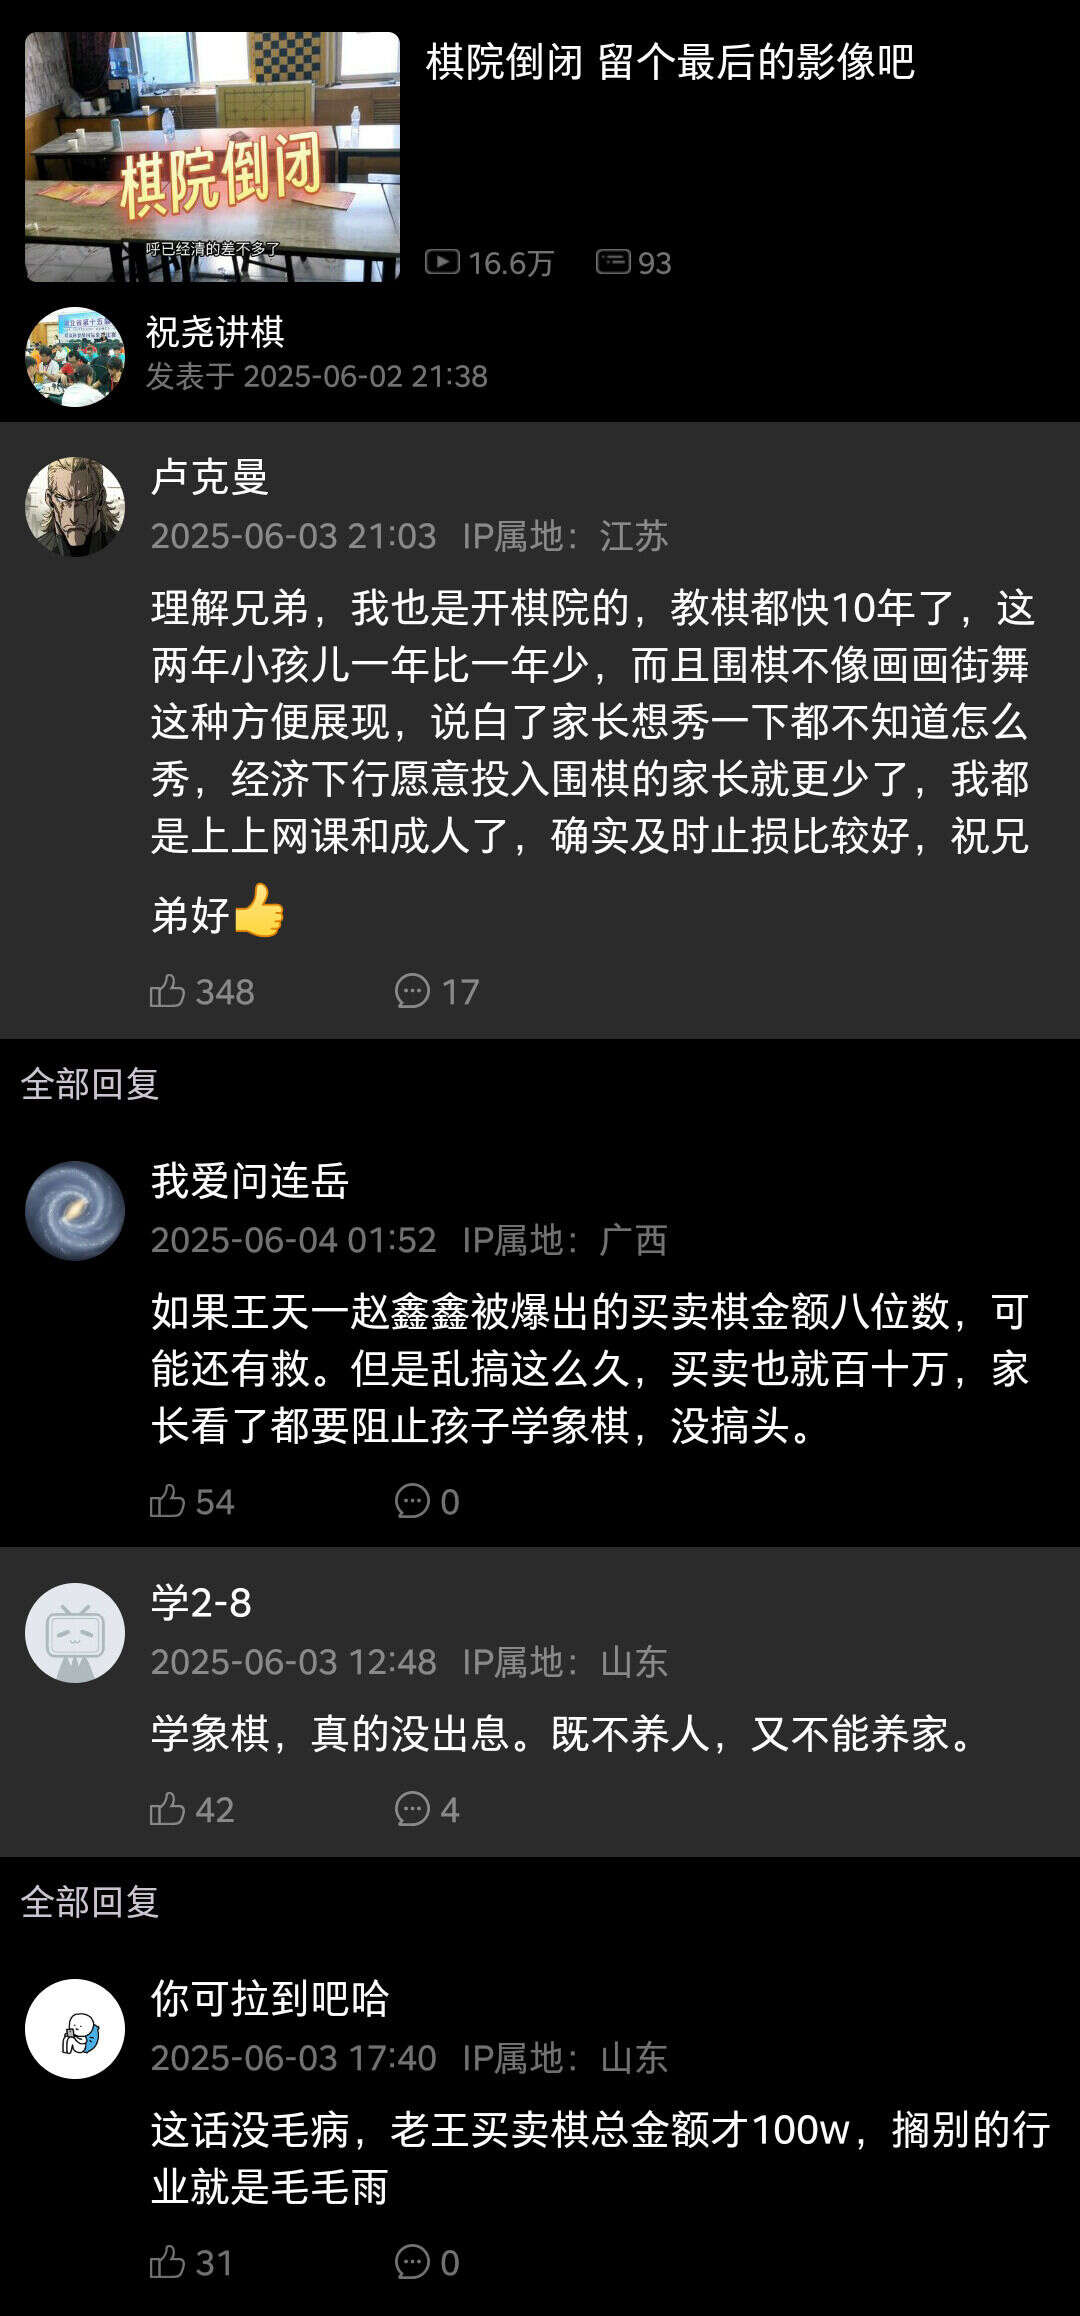 棋院倒闭 留个最后的影像吧
棋院倒闭
呼已经清的差不多了
16.6万 93
祝尧讲棋
发表于 2025-06-02 21:38
卢克曼
2025-06-03 21:03 IP属地：江苏
理解兄弟，我也是开棋院的，教棋都快10年了，这
两年小孩儿一年比一年少，而且围棋不像画画街舞
这种方便展现，说白了家长想秀一下都不知道怎么
秀，经济下行愿意投入围棋的家长就更少了，我都
是上上网课和成人了，确实及时止损比较好，祝兄
弟好👍
348 17
全部回复
我爱问连岳
2025-06-04 01:52 IP属地：广西
如果王天一赵鑫鑫被爆出的买卖棋金额八位数，可
能还有救。但是乱搞这么久，买卖也就百十万，家
长看了都要阻止孩子学象棋，没搞头。
54 0
学2-8
2025-06-03 12:48 IP属地：山东
学象棋，真的没出息。既不养人，又不能养家。
42 4
全部回复
你可拉到吧哈
2025-06-03 17:40 IP属地：山东
这话没毛病，老王买卖棋总金额才100w，搁别的行
业就是毛毛雨
31 0